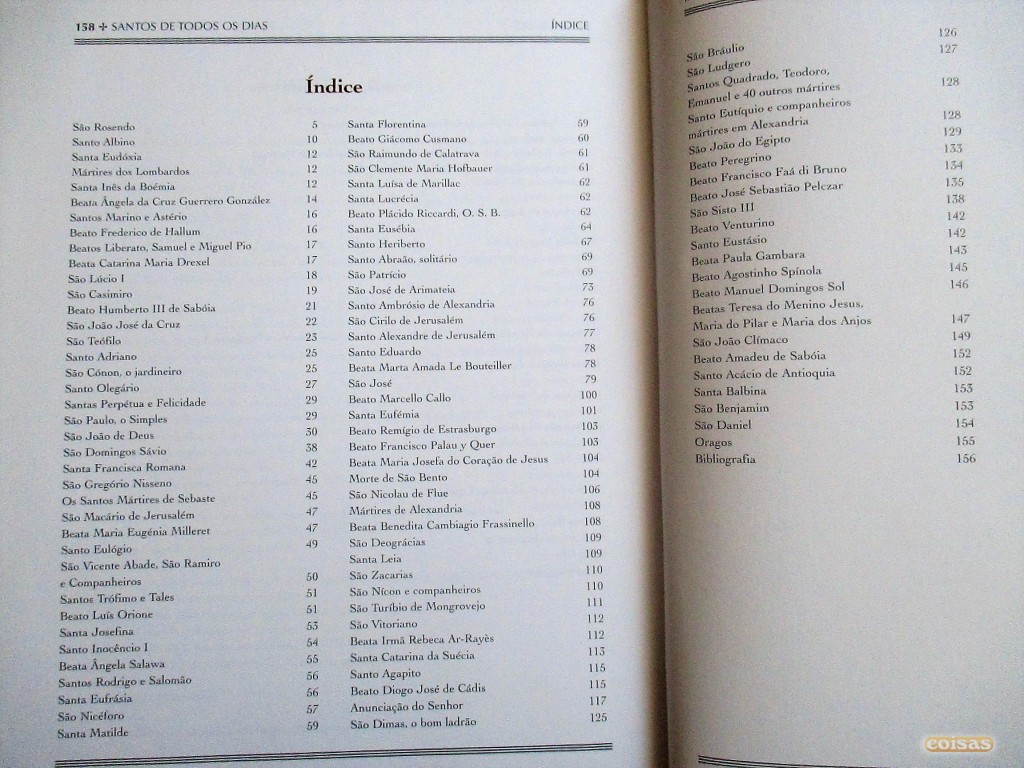 158 ✢ SANTOS DE TODOS OS DIAS ÍNDICE
Índice
São Rosendo 5
Santo Albino 10
Santa Eudóxia 12
Mártires dos Lombardos 12
Santa Inês da Boémia 12
Beata Ângela da Cruz Guerrero González 14
Santos Marino e Astério 16
Beato Frederico de Hallum 16
Beatos Liberato, Samuel e Miguel Pio 17
Beata Catarina Maria Drexel 17
São Lúcio I 18
São Casimiro 19
Beato Humberto III de Sabóia 21
São João José da Cruz 22
São Teófilo 23
Santo Adriano 25
São Cónon, o jardineiro 25
Santo Olegário 27
Santas Perpétua e Felicidade 29
São Paulo, o Simples 29
São João de Deus 30
São Domingos Sávio 38
Santa Francisca Romana 42
São Gregório Nisseno 45
Os Santos Mártires de Sebaste 45
São Macário de Jerusalém 47
Beata Maria Eugénia Milleret 47
Santo Eulógio 49
São Vicente Abade, São Ramiro
e Companheiros 50
Santos Trófimo e Tales 51
Beato Luís Orione 51
Santa Josefina 53
Santo Inocêncio I 54
Beata Ângela Salawa 55
Santos Rodrigo e Salomão 56
Santa Eufrásia 56
São Nicéforo 57
Santa Matilde 59
Santa Florentina 59
Beato Giácomo Cusmano 60
São Raimundo de Calatrava 61
São Clemente Maria Hofbauer 61
Santa Luísa de Marillac 62
Santa Lucrécia 62
Beato Plácido Riccardi, O. S. B. 62
Santa Eusébia 64
Santo Heriberto 67
Santo Abraão, solitário 69
São Patrício 69
São José de Arimateia 73
Santo Ambrósio de Alexandria 76
São Cirilo de Jerusalém 76
Santo Alexandre de Jerusalém 77
Santo Eduardo 78
Beata Marta Amada Le Bouteiller 78
São José 79
Beato Marcello Callo 100
Santa Eufémia 101
Beato Remígio de Estrasburgo 103
Beato Francisco Palau y Quer 103
Beata Maria Josefa do Coração de Jesus 104
Morte de São Bento 104
São Nicolau de Flue 106
Mártires de Alexandria 108
Beata Benedita Cambiagio Frassinello 108
São Deográcias 109
Santa Leia 109
São Zacarias 110
São Nícon e companheiros 110
São Turíbio de Mongrovejo 111
São Vitoriano 112
Beata Irmã Rebeca Ar-Rayès 112
Santa Catarina da Suécia 113
Santo Agapito 115
Beato Diogo José de Cádis 115
Anunciação do Senhor 117
São Dimas, o bom ladrão 125
São Bráulio 126
São Ludgero 127
Santos Quadrado, Teodoro,
Emanuel e 40 outros mártires 128
Santo Eutíquio e companheiros
mártires em Alexandria 128
São João do Egipto 129
Beato Peregrino 133
Beato Francisco Faá di Bruno 134
Beato José Sebastião Pelczar 135
São Sisto III 138
Beato Venturino 142
Santo Eustásio 142
Beata Paula Gambara 143
Beato Agostinho Spínola 145
Beato Manuel Domingos Sol 146
Beatas Teresa do Menino Jesus,
Maria do Pilar e Maria dos Anjos 147
São João Clímaco 149
Beato Amadeu de Sabóia 152
Santo Acácio de Antioquia 152
Santa Balbina 153
São Benjamim 153
São Daniel 154
Oragos 155
Bibliografia 156
coisas